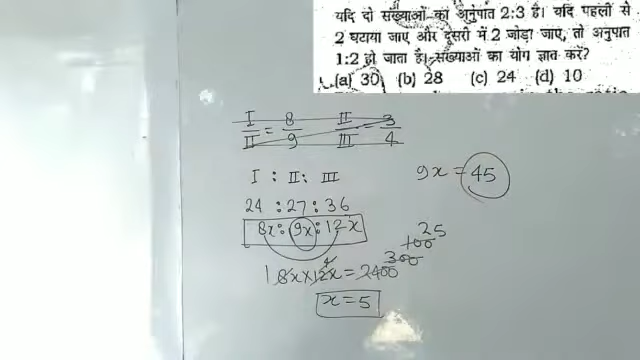 यदि दो संख्याओं का अनुपात 2:3 है। यदि पहली से
2 घटाया जाए और दूसरी में 2 जोड़ा जाए, तो अनुपात
1:2 हो जाता है। संख्याओं का योग ज्ञात करें?
(a) 30 (b) 28 (c) 24 (d) 10
I/II = 8/9 II/III = 3/4
I : II : III
9x = 45
24 : 27 : 36
8x : 9x : 12x
25
100
300
8x × 12x = 2400
x = 5